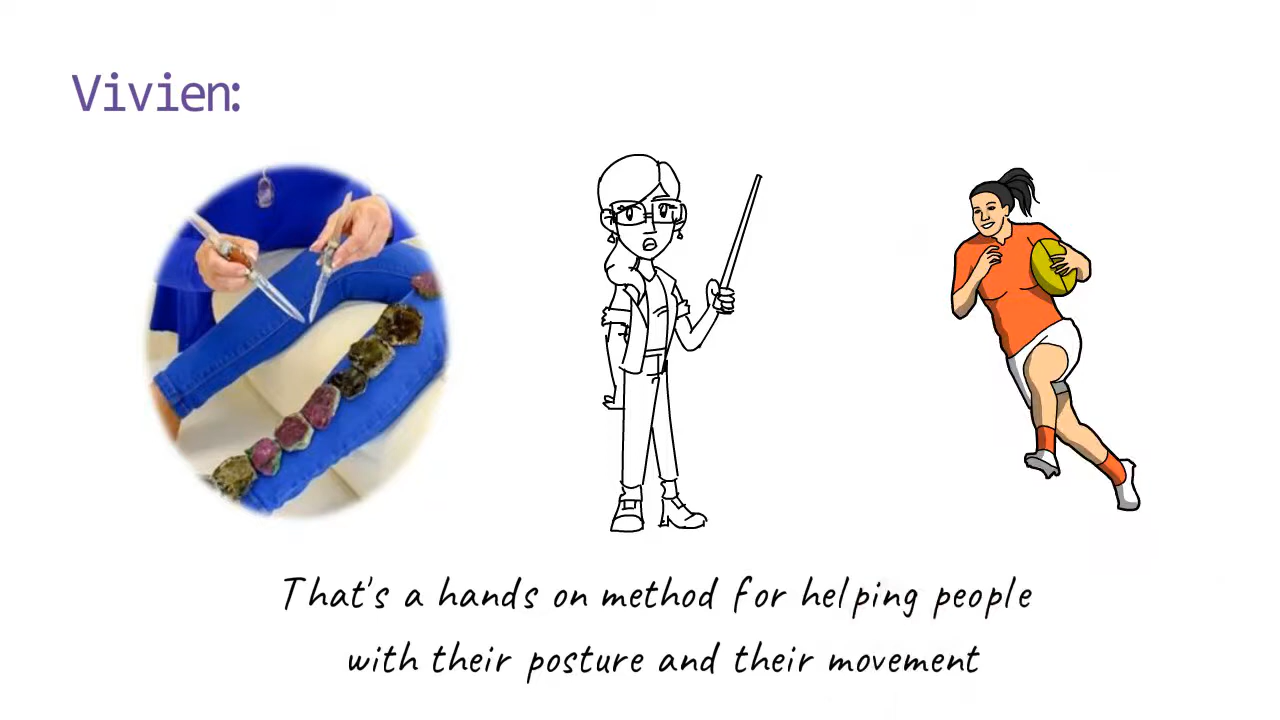 Vivien:
That's a hands on method for helping people
with their posture and their movement